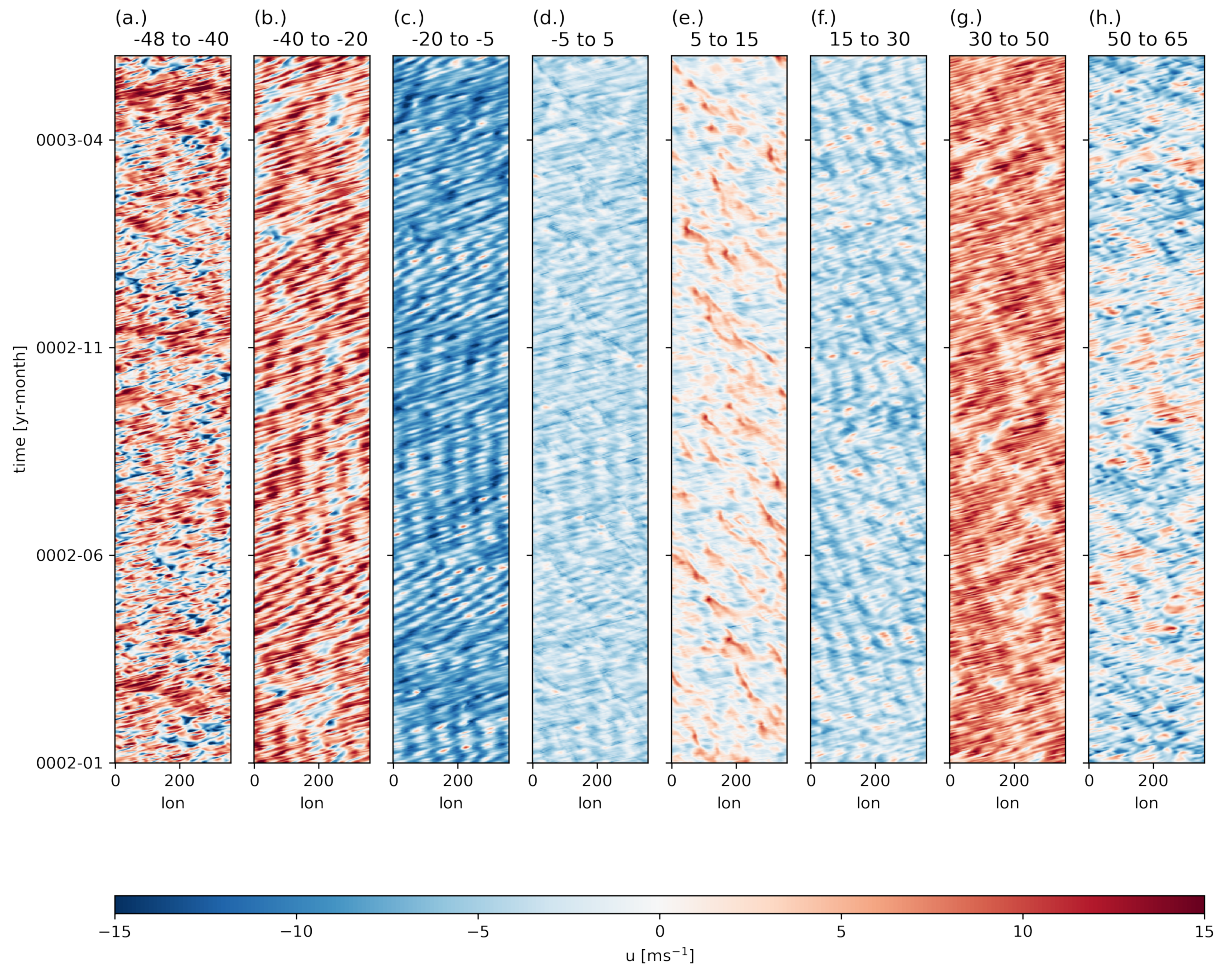 (a.) (b.) (c.) (d.) (e.) (f.) (g.) (h.)
-48 to -40 -40 to -20 -20 to -5 -5 to 5 5 to 15 15 to 30 30 to 50 50 to 65
0003-04
0002-11
time [yr-month]
0002-06
0002-01
0 200 0 200 0 200 0 200 0 200 0 200 0 200 0 200
lon lon lon lon lon lon lon lon
−15 −10 −5 0 5 10 15
u [ms⁻¹]